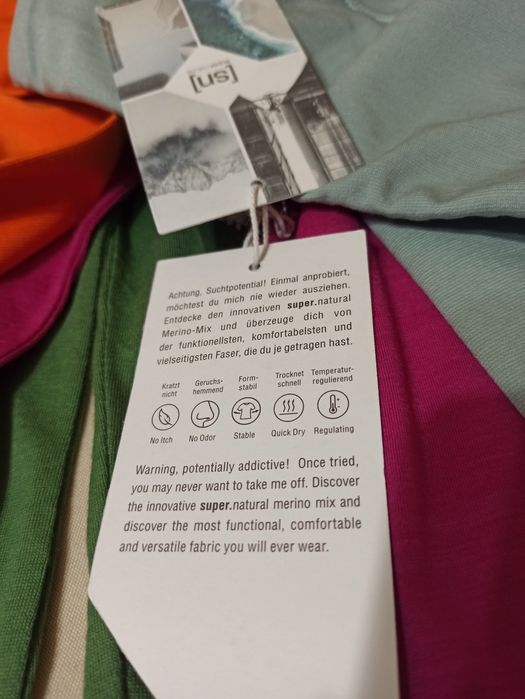 [sn]
Achtung, Suchtpotential! Einmal anprobiert,
möchtest du mich nie wieder ausziehen.
Entdecke den innovativen super.natural
Merino-Mix und überzeuge dich von
der funktionellsten, komfortabelsten und
vielseitigsten Faser, die du je getragen hast.
Kratzt
nicht
Geruchs-
hemmend
Form-
stabil
Trocknet
schnell
Temperatur-
regulierend
No Itch
No Odor
Stable
Quick Dry
Regulating
Warning, potentially addictive! Once tried,
you may never want to take me off. Discover
the innovative super.natural merino mix and
discover the most functional, comfortable
and versatile fabric you will ever wear.